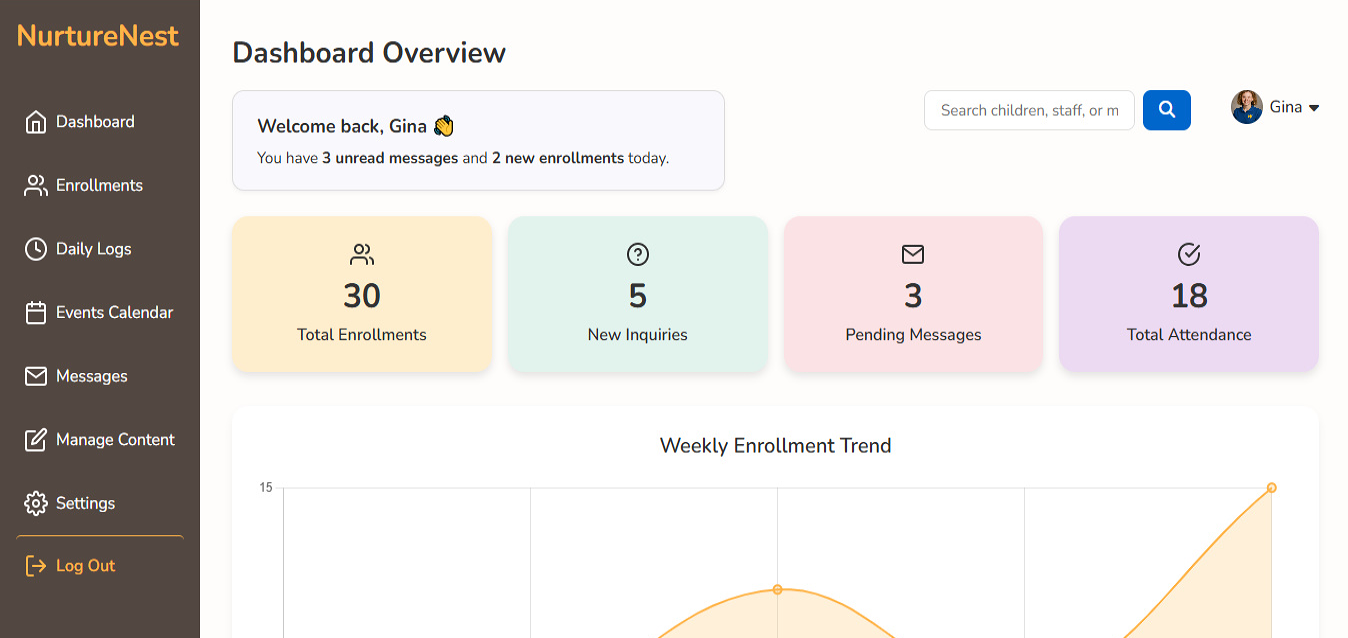 NurtureNest
Dashboard
Enrollments
Daily Logs
Events Calendar
Messages
Manage Content
Settings
Log Out
Dashboard Overview
Welcome back, Gina 👋
You have 3 unread messages and 2 new enrollments today.
Search children, staff, or m
Gina
30
Total Enrollments
5
New Inquiries
3
Pending Messages
18
Total Attendance
Weekly Enrollment Trend
15